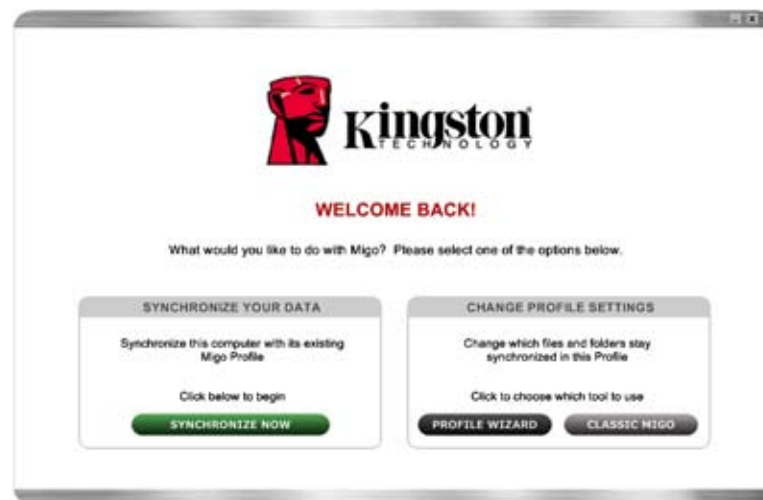 Kingston
TECHNOLOGY
WELCOME BACK!
What would you like to do with Migo? Please select one of the options below.
SYNCHRONIZE YOUR DATA
Synchronize this computer with its existing
Migo Profile
Click below to begin
SYNCHRONIZE NOW
CHANGE PROFILE SETTINGS
Change which files and folders stay
synchronized in this Profile
Click to choose which tool to use
PROFILE WIZARD
CLASSIC MIGO